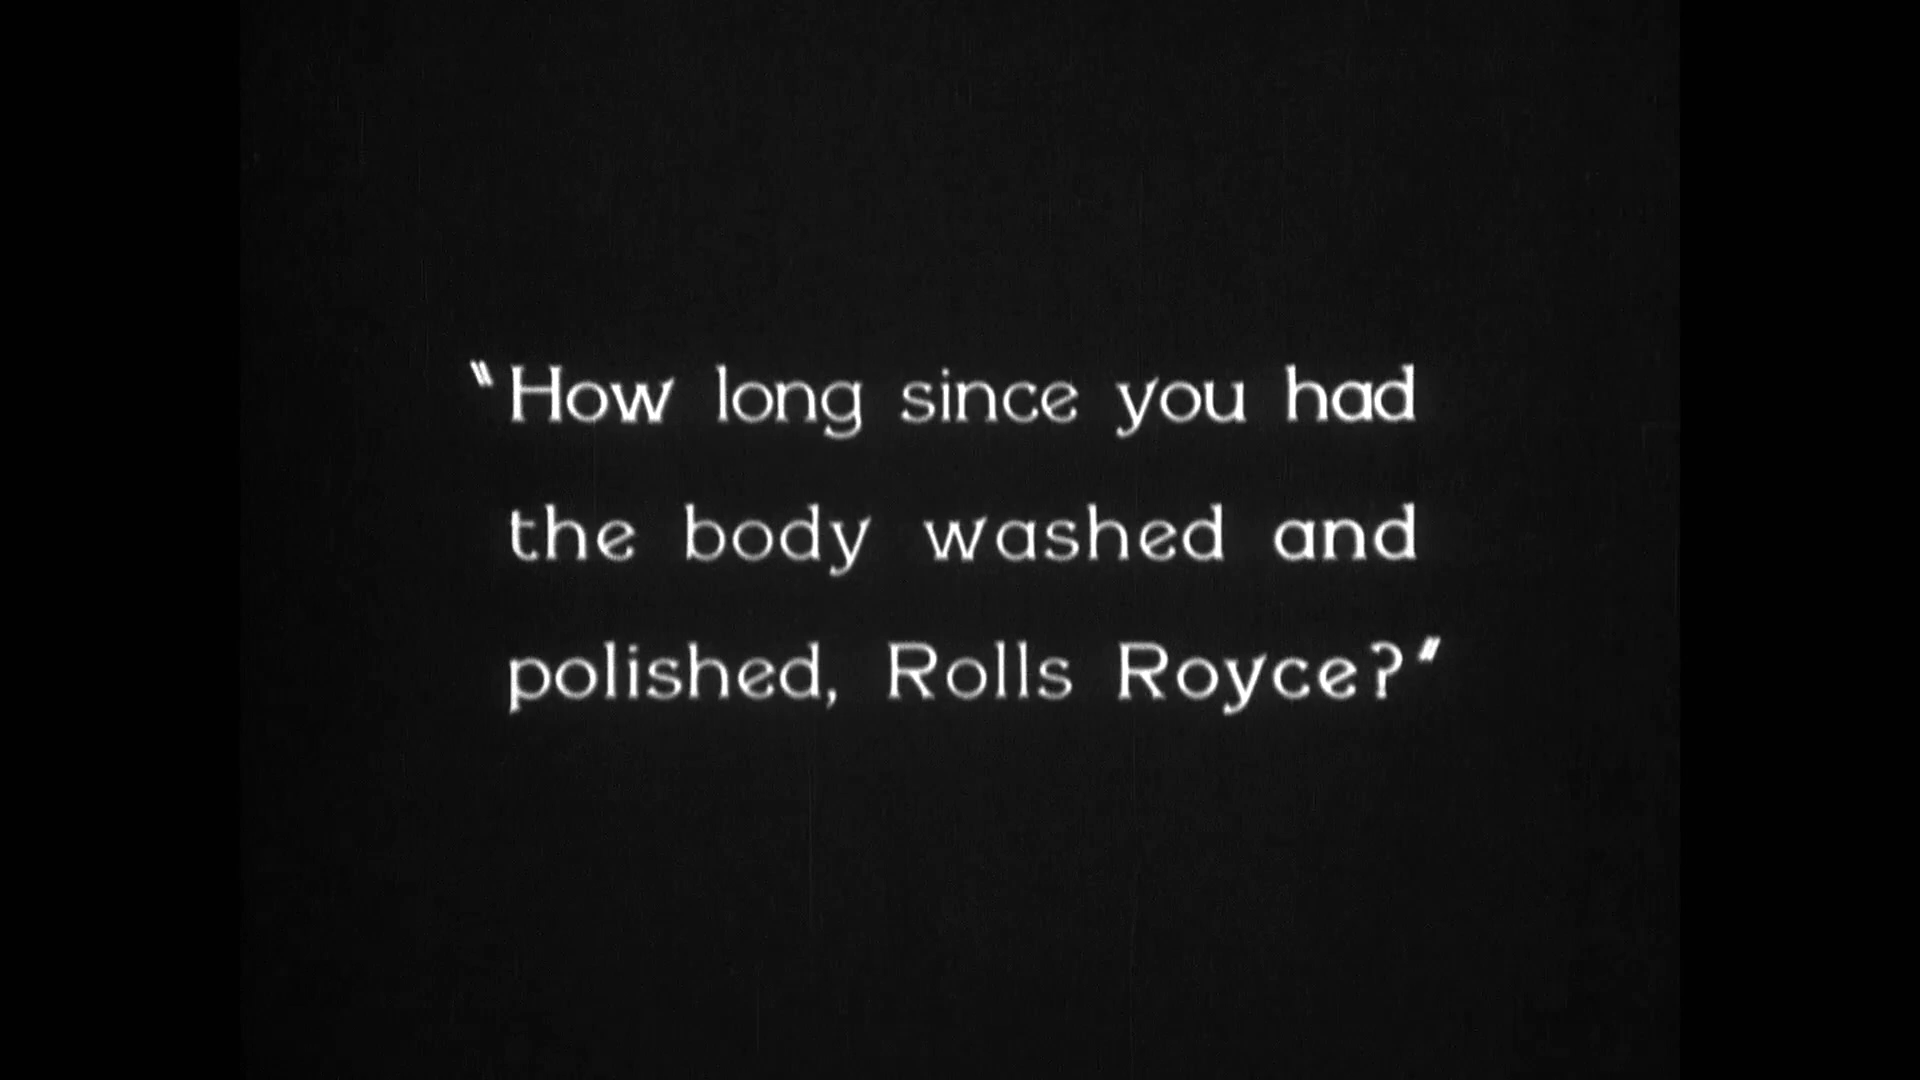 "How long since you had
the body washed and
polished, Rolls Royce?"